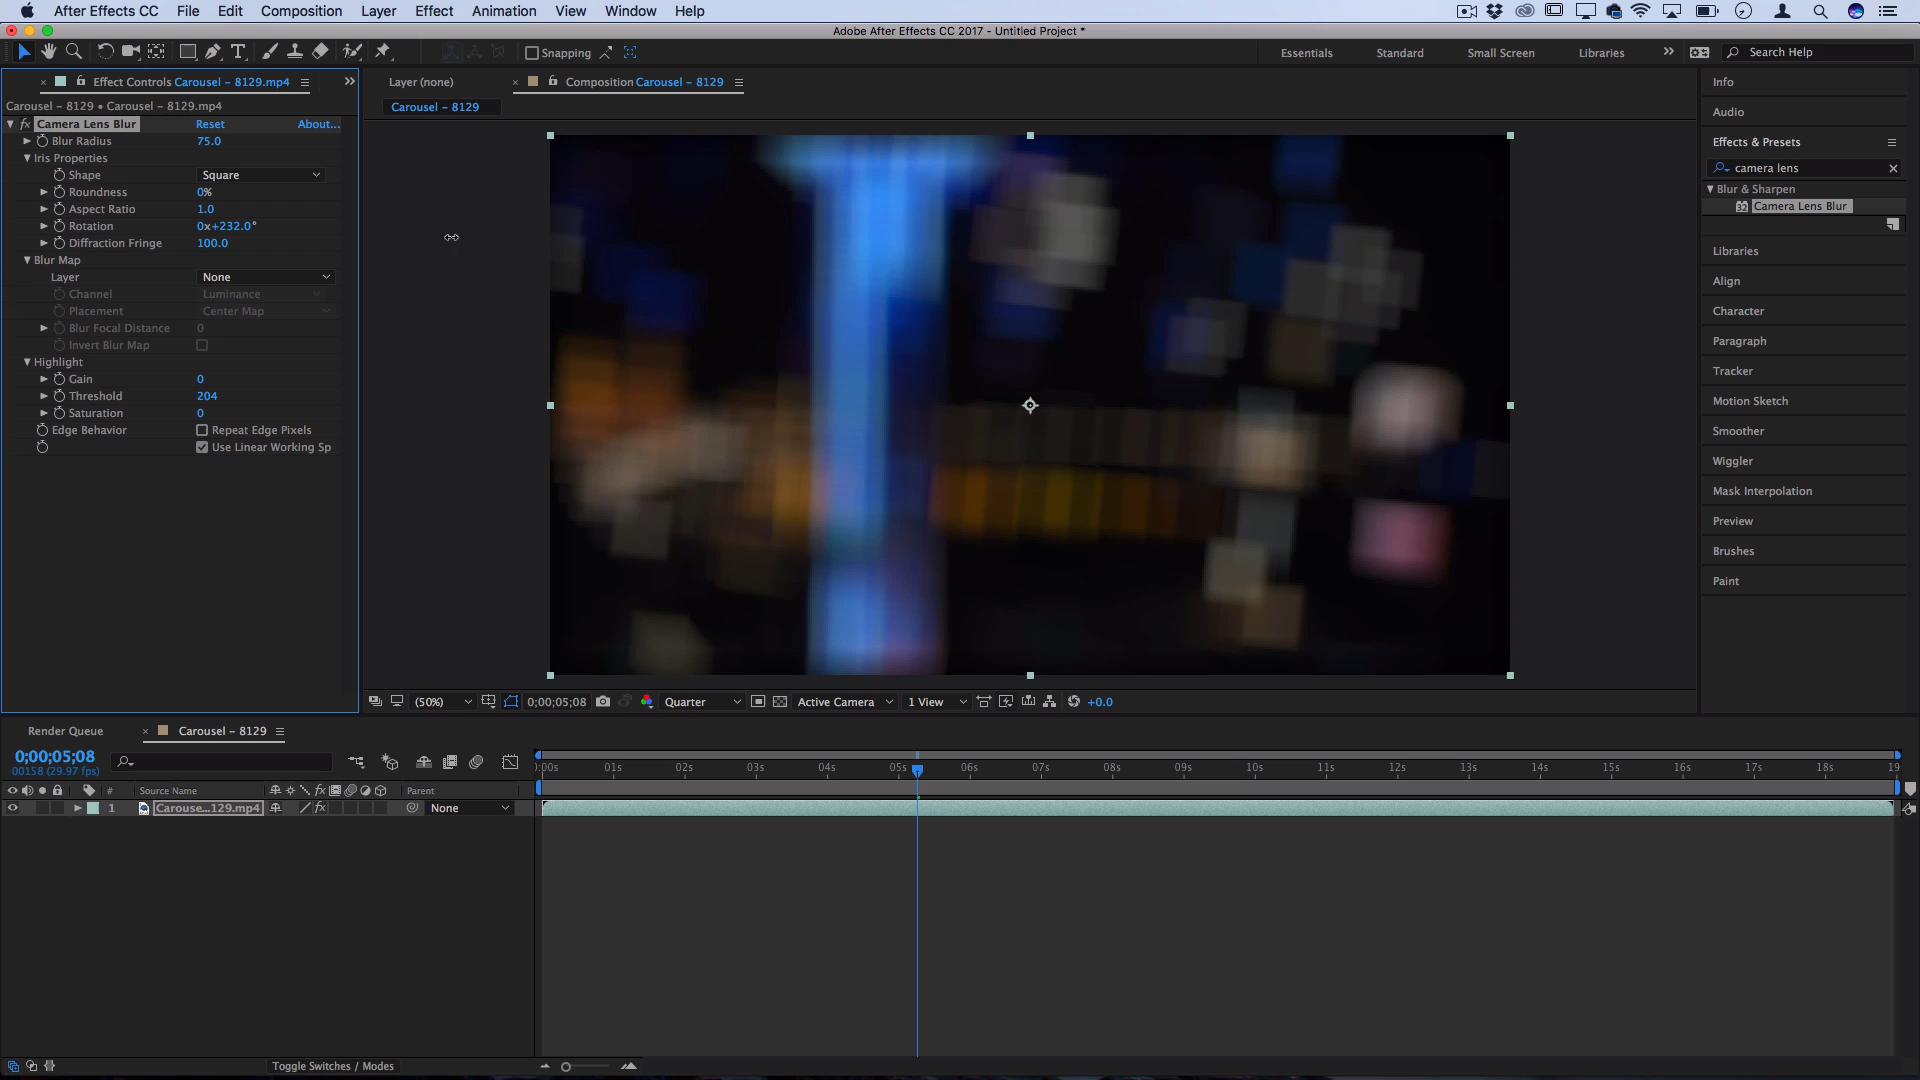 After Effects CC File Edit Composition Layer Effect Animation View Window Help
Adobe After Effects CC 2017 - Untitled Project *
Snapping Essentials Standard Small Screen Libraries Search Help
Effect Controls Carousel – 8129.mp4
Layer (none)
Composition Carousel – 8129
Carousel – 8129 • Carousel – 8129.mp4
Carousel – 8129
fx Camera Lens Blur Reset About...
Blur Radius 75.0
Iris Properties
Shape Square
Roundness 0%
Aspect Ratio 1.0
Rotation 0x+232.0°
Diffraction Fringe 100.0
Blur Map
Layer None
Channel Luminance
Placement Center Map
Blur Focal Distance 0
Invert Blur Map
Highlight
Gain 0
Threshold 204
Saturation 0
Edge Behavior Repeat Edge Pixels
Use Linear Working Sp
Info
Audio
Effects & Presets
camera lens
Blur & Sharpen
32 Camera Lens Blur
Libraries
Align
Character
Paragraph
Tracker
Motion Sketch
Smoother
Wiggler
Mask Interpolation
Preview
Brushes
Paint
(50%) 0;00;05;08 Quarter Active Camera 1 View +0.0
Render Queue Carousel – 8129
0;00;05;08
00158 (29.97 fps)
:00s 01s 02s 03s 04s 05s 06s 07s 08s 09s 10s 11s 12s 13s 14s 15s 16s 17s 18s 19
# Source Name fx Parent
1 Carouse...129.mp4 fx None
Toggle Switches / Modes